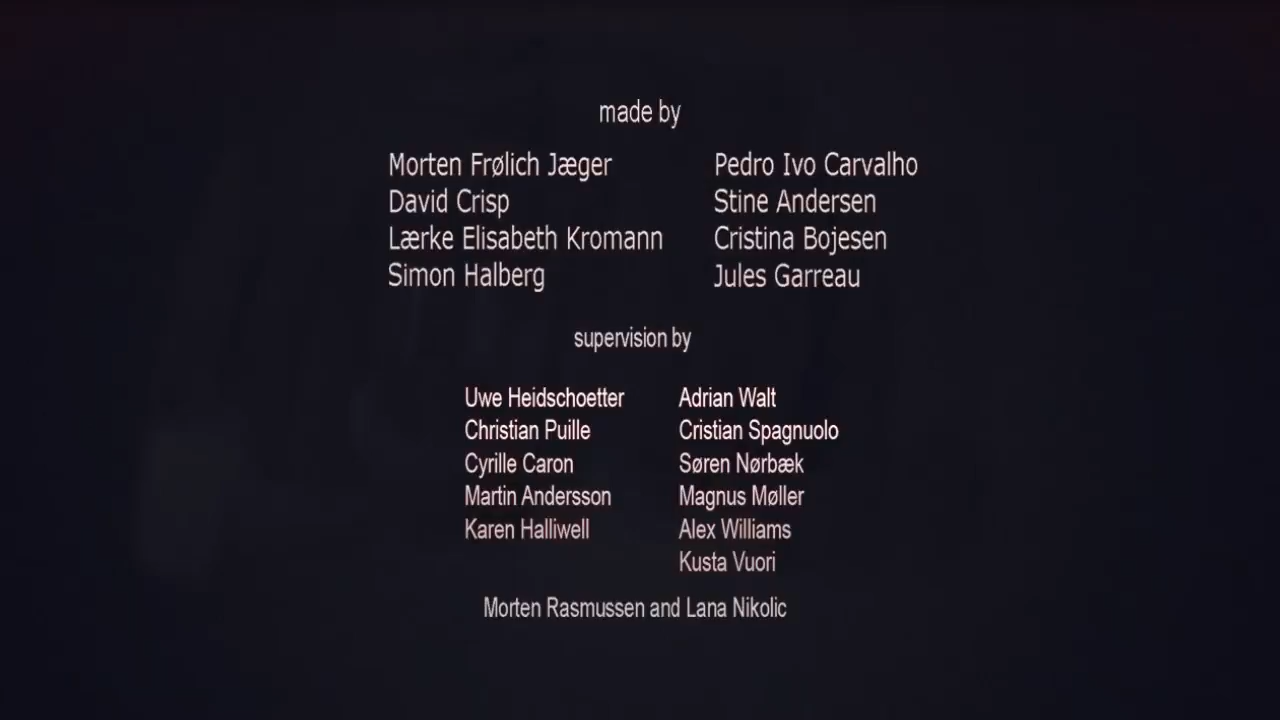 made by
Morten Frølich Jæger
Pedro Ivo Carvalho
David Crisp
Stine Andersen
Lærke Elisabeth Kromann
Cristina Bojesen
Simon Halberg
Jules Garreau
supervision by
Uwe Heidschoetter
Adrian Walt
Christian Puille
Cristian Spagnuolo
Cyrille Caron
Søren Nørbæk
Martin Andersson
Magnus Møller
Karen Halliwell
Alex Williams
Kusta Vuori
Morten Rasmussen and Lana Nikolic